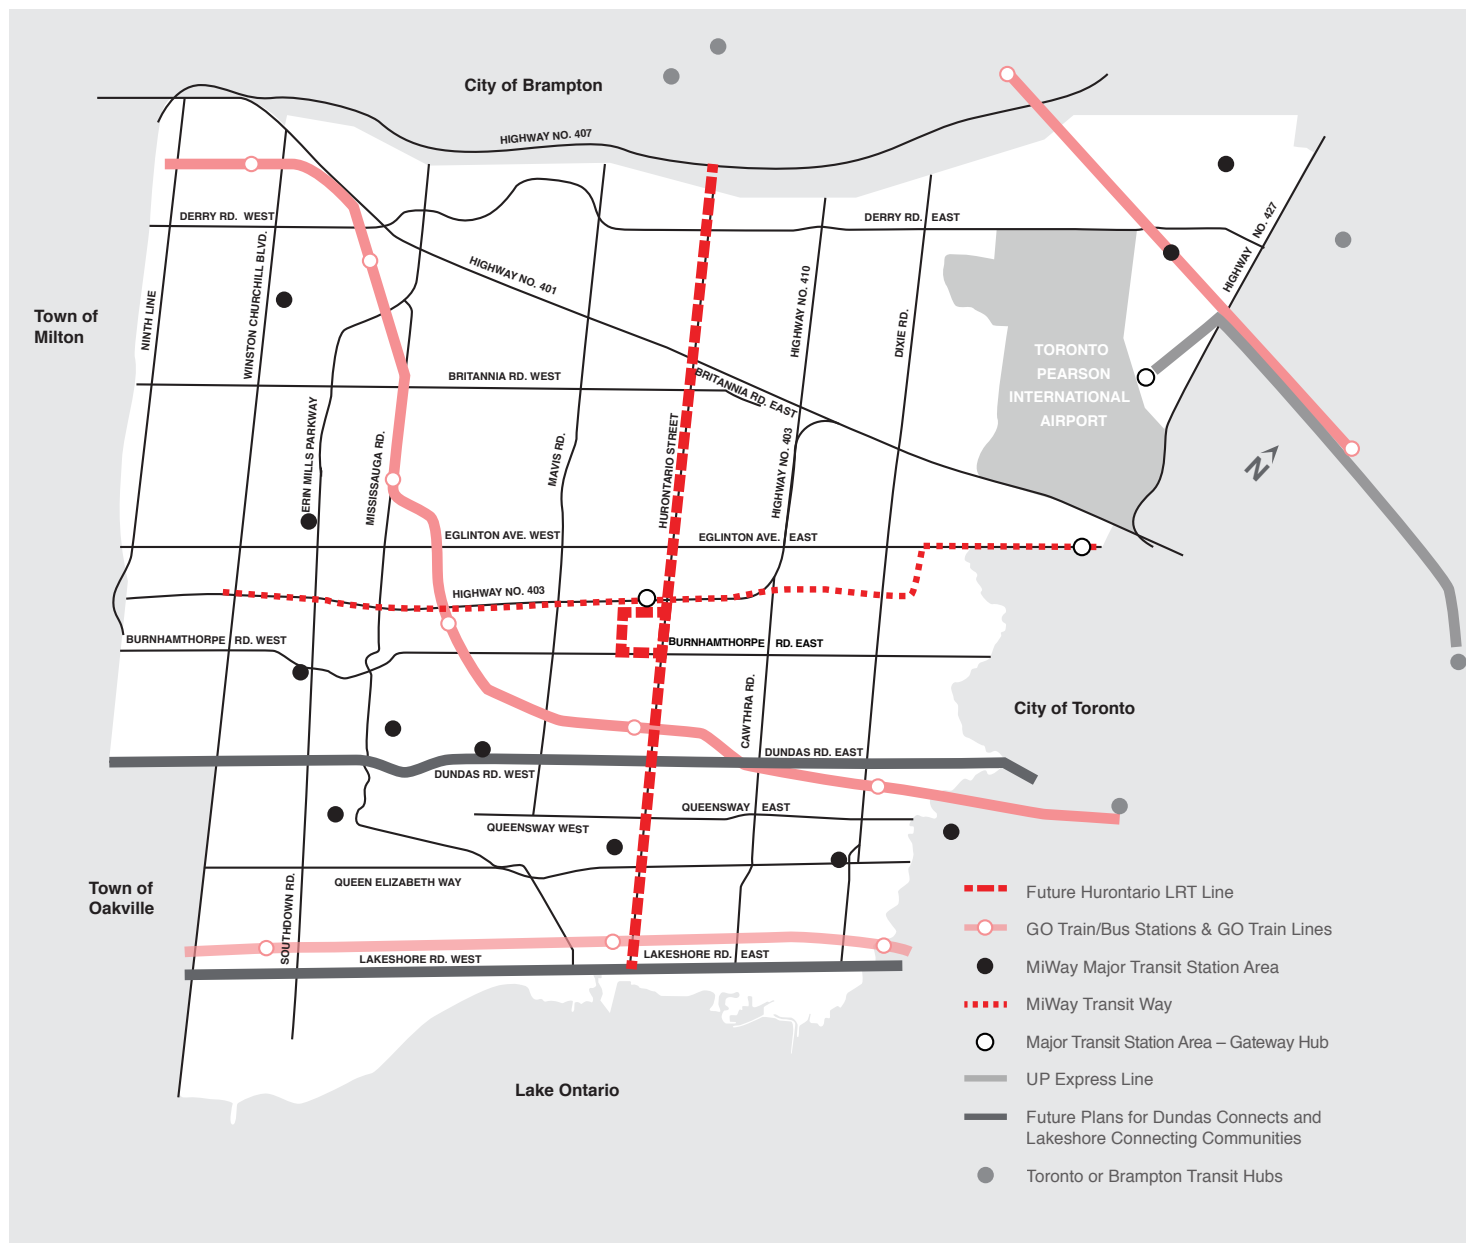 City of Brampton
HIGHWAY NO. 407
DERRY RD. WEST
DERRY RD. EAST
HIGHWAY NO. 427
HIGHWAY NO. 401
WINSTON CHURCHILL BLVD.
NINTH LINE
Town of
Milton
HIGHWAY NO. 410
DIXIE RD.
TORONTO
PEARSON
INTERNATIONAL
AIRPORT
BRITANNIA RD. WEST
BRITANNIA RD. EAST
ERIN MILLS PARKWAY
MISSISSAUGA RD.
MAVIS RD.
HURONTARIO STREET
HIGHWAY NO. 403
N
EGLINTON AVE. WEST
EGLINTON AVE. EAST
HIGHWAY NO. 403
BURNHAMTHORPE RD. WEST
BURNHAMTHORPE RD. EAST
CAWTHRA RD.
City of Toronto
DUNDAS RD. EAST
DUNDAS RD. WEST
QUEENSWAY EAST
QUEENSWAY WEST
Town of
Oakville
QUEEN ELIZABETH WAY
SOUTHDOWN RD.
LAKESHORE RD. WEST
LAKESHORE RD. EAST
Lake Ontario
Future Hurontario LRT Line
GO Train/Bus Stations & GO Train Lines
MiWay Major Transit Station Area
MiWay Transit Way
Major Transit Station Area – Gateway Hub
UP Express Line
Future Plans for Dundas Connects and
Lakeshore Connecting Communities
Toronto or Brampton Transit Hubs